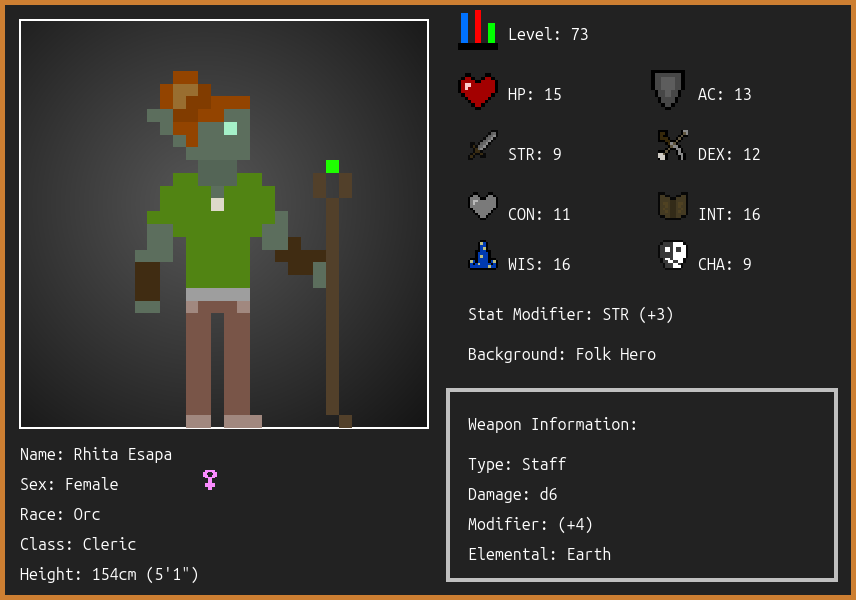 Level: 73
HP: 15
AC: 13
STR: 9
DEX: 12
CON: 11
INT: 16
WIS: 16
CHA: 9
Stat Modifier: STR (+3)
Background: Folk Hero
Weapon Information:
Type: Staff
Damage: d6
Modifier: (+4)
Elemental: Earth
Name: Rhita Esapa
Sex: Female
Race: Orc
Class: Cleric
Height: 154cm (5'1")